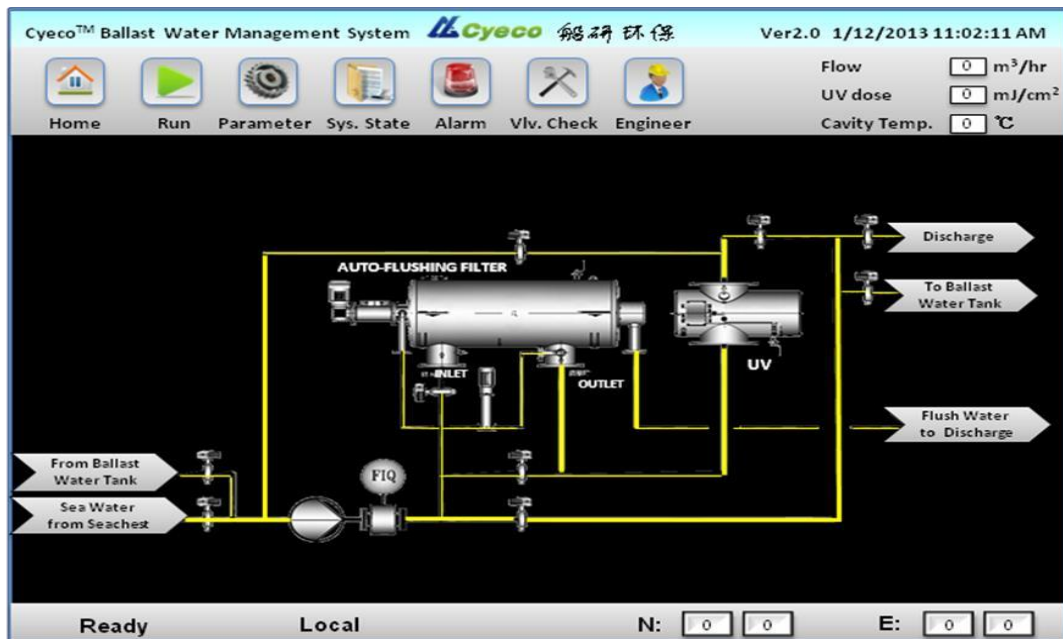 Cyeco™ Ballast Water Management System Cyeco 船研环保 Ver2.0 1/12/2013 11:02:11 AM
Flow 0 m³/hr
UV dose 0 mJ/cm²
Cavity Temp. 0 ℃
Home Run Parameter Sys. State Alarm Vlv. Check Engineer
Discharge
AUTO-FLUSHING FILTER
To Ballast
Water Tank
INLET
OUTLET
UV
Flush Water
to Discharge
From Ballast
Water Tank
FIQ
Sea Water
from Seachest
Ready Local N: 0 0 E: 0 0